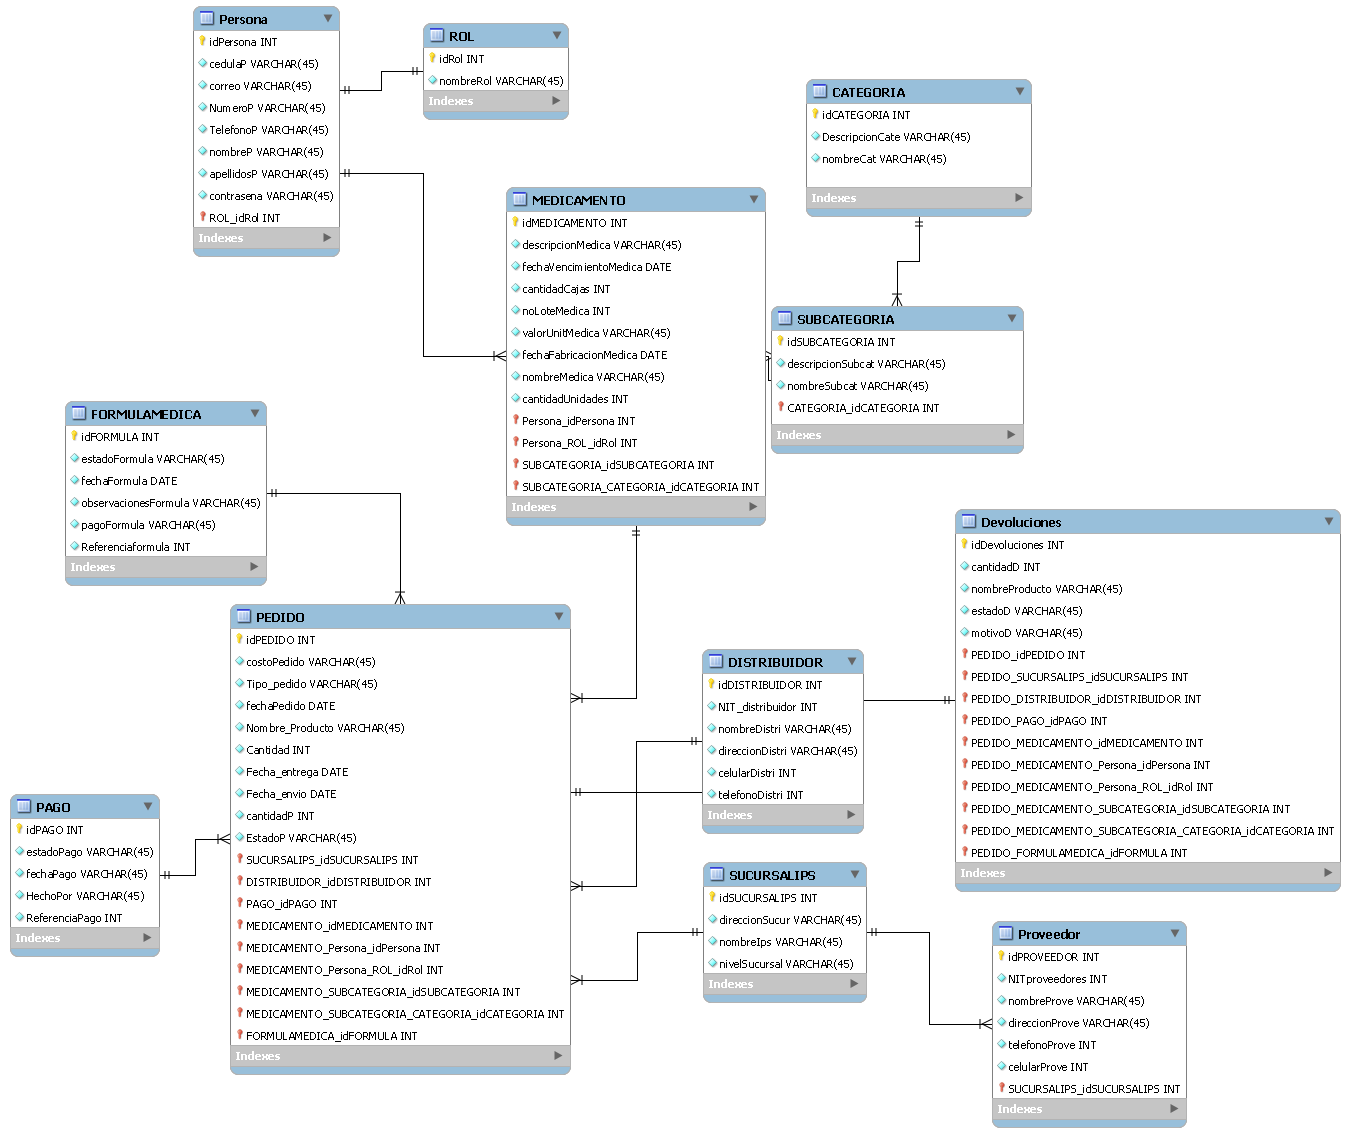 Persona
idPersona INT
cedulaP VARCHAR(45)
correo VARCHAR(45)
NumeroP VARCHAR(45)
TelefonoP VARCHAR(45)
nombreP VARCHAR(45)
apellidosP VARCHAR(45)
contrasena VARCHAR(45)
ROL_idRol INT
Indexes
ROL
idRol INT
nombreRol VARCHAR(45)
Indexes
CATEGORIA
idCATEGORIA INT
DescripcionCate VARCHAR(45)
nombreCat VARCHAR(45)
Indexes
MEDICAMENTO
idMEDICAMENTO INT
descripcionMedica VARCHAR(45)
fechaVencimientoMedica DATE
cantidadCajas INT
noLoteMedica INT
valorUnitMedica VARCHAR(45)
fechaFabricacionMedica DATE
nombreMedica VARCHAR(45)
cantidadUnidades INT
Persona_idPersona INT
Persona_ROL_idRol INT
SUBCATEGORIA_idSUBCATEGORIA INT
SUBCATEGORIA_CATEGORIA_idCATEGORIA INT
Indexes
SUBCATEGORIA
idSUBCATEGORIA INT
descripcionSubcat VARCHAR(45)
nombreSubcat VARCHAR(45)
CATEGORIA_idCATEGORIA INT
Indexes
FORMULAMEDICA
idFORMULA INT
estadoFormula VARCHAR(45)
fechaFormula DATE
observacionesFormula VARCHAR(45)
pagoFormula VARCHAR(45)
Referenciaformula INT
Indexes
Devoluciones
idDevoluciones INT
cantidadD INT
nombreProducto VARCHAR(45)
estadoD VARCHAR(45)
motivoD VARCHAR(45)
PEDIDO_idPEDIDO INT
PEDIDO_SUCURSALIPS_idSUCURSALIPS INT
PEDIDO_DISTRIBUIDOR_idDISTRIBUIDOR INT
PEDIDO_PAGO_idPAGO INT
PEDIDO_MEDICAMENTO_idMEDICAMENTO INT
PEDIDO_MEDICAMENTO_Persona_idPersona INT
PEDIDO_MEDICAMENTO_Persona_ROL_idRol INT
PEDIDO_MEDICAMENTO_SUBCATEGORIA_idSUBCATEGORIA INT
PEDIDO_MEDICAMENTO_SUBCATEGORIA_CATEGORIA_idCATEGORIA INT
PEDIDO_FORMULAMEDICA_idFORMULA INT
Indexes
PEDIDO
idPEDIDO INT
costoPedido VARCHAR(45)
Tipo_pedido VARCHAR(45)
fechaPedido DATE
Nombre_Producto VARCHAR(45)
Cantidad INT
Fecha_entrega DATE
Fecha_envio DATE
cantidadP INT
EstadoP VARCHAR(45)
SUCURSALIPS_idSUCURSALIPS INT
DISTRIBUIDOR_idDISTRIBUIDOR INT
PAGO_idPAGO INT
MEDICAMENTO_idMEDICAMENTO INT
MEDICAMENTO_Persona_idPersona INT
MEDICAMENTO_Persona_ROL_idRol INT
MEDICAMENTO_SUBCATEGORIA_idSUBCATEGORIA INT
MEDICAMENTO_SUBCATEGORIA_CATEGORIA_idCATEGORIA INT
FORMULAMEDICA_idFORMULA INT
Indexes
DISTRIBUIDOR
idDISTRIBUIDOR INT
NIT_distribuidor INT
nombreDistri VARCHAR(45)
direccionDistri VARCHAR(45)
celularDistri INT
telefonoDistri INT
Indexes
PAGO
idPAGO INT
estadoPago VARCHAR(45)
fechaPago VARCHAR(45)
HechoPor VARCHAR(45)
ReferenciaPago INT
Indexes
SUCURSALIPS
idSUCURSALIPS INT
direccionSucur VARCHAR(45)
nombreIps VARCHAR(45)
nivelSucursal VARCHAR(45)
Indexes
Proveedor
idPROVEEDOR INT
NITproveedores INT
nombreProve VARCHAR(45)
direccionProve VARCHAR(45)
telefonoProve INT
celularProve INT
SUCURSALIPS_idSUCURSALIPS INT
Indexes